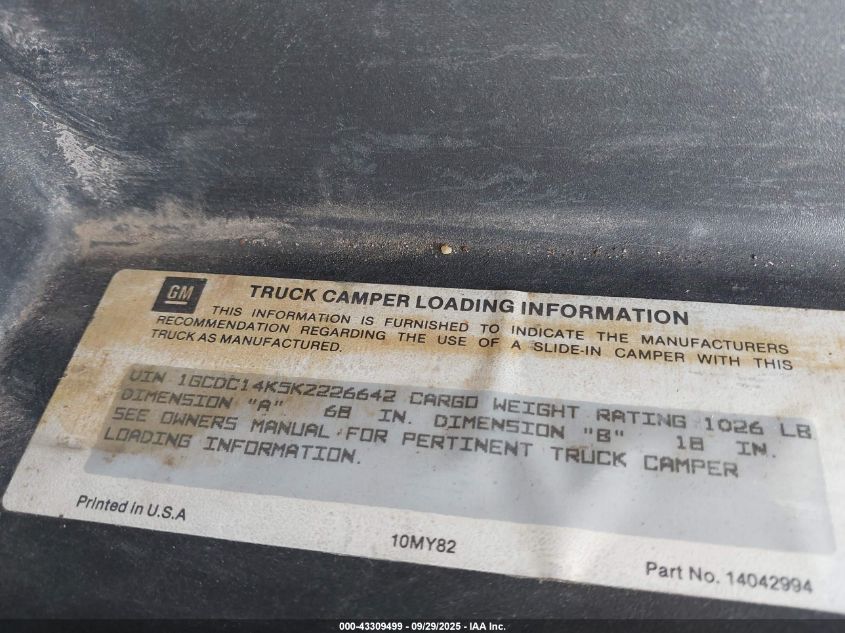 GM
TRUCK CAMPER LOADING INFORMATION
THIS INFORMATION IS FURNISHED TO INDICATE THE MANUFACTURERS
RECOMMENDATION REGARDING THE USE OF A SLIDE-IN CAMPER WITH THIS
TRUCK AS MANUFACTURED.
VIN 1GCDC14K5KZ226642 CARGO WEIGHT RATING 1026 LB
DIMENSION "A" 68 IN. DIMENSION "B" 18 IN.
SEE OWNERS MANUAL FOR PERTINENT TRUCK CAMPER
LOADING INFORMATION.
Printed in U.S.A
10MY82
Part No. 14042994
000-43309499 - 09/29/2025 - IAA Inc.